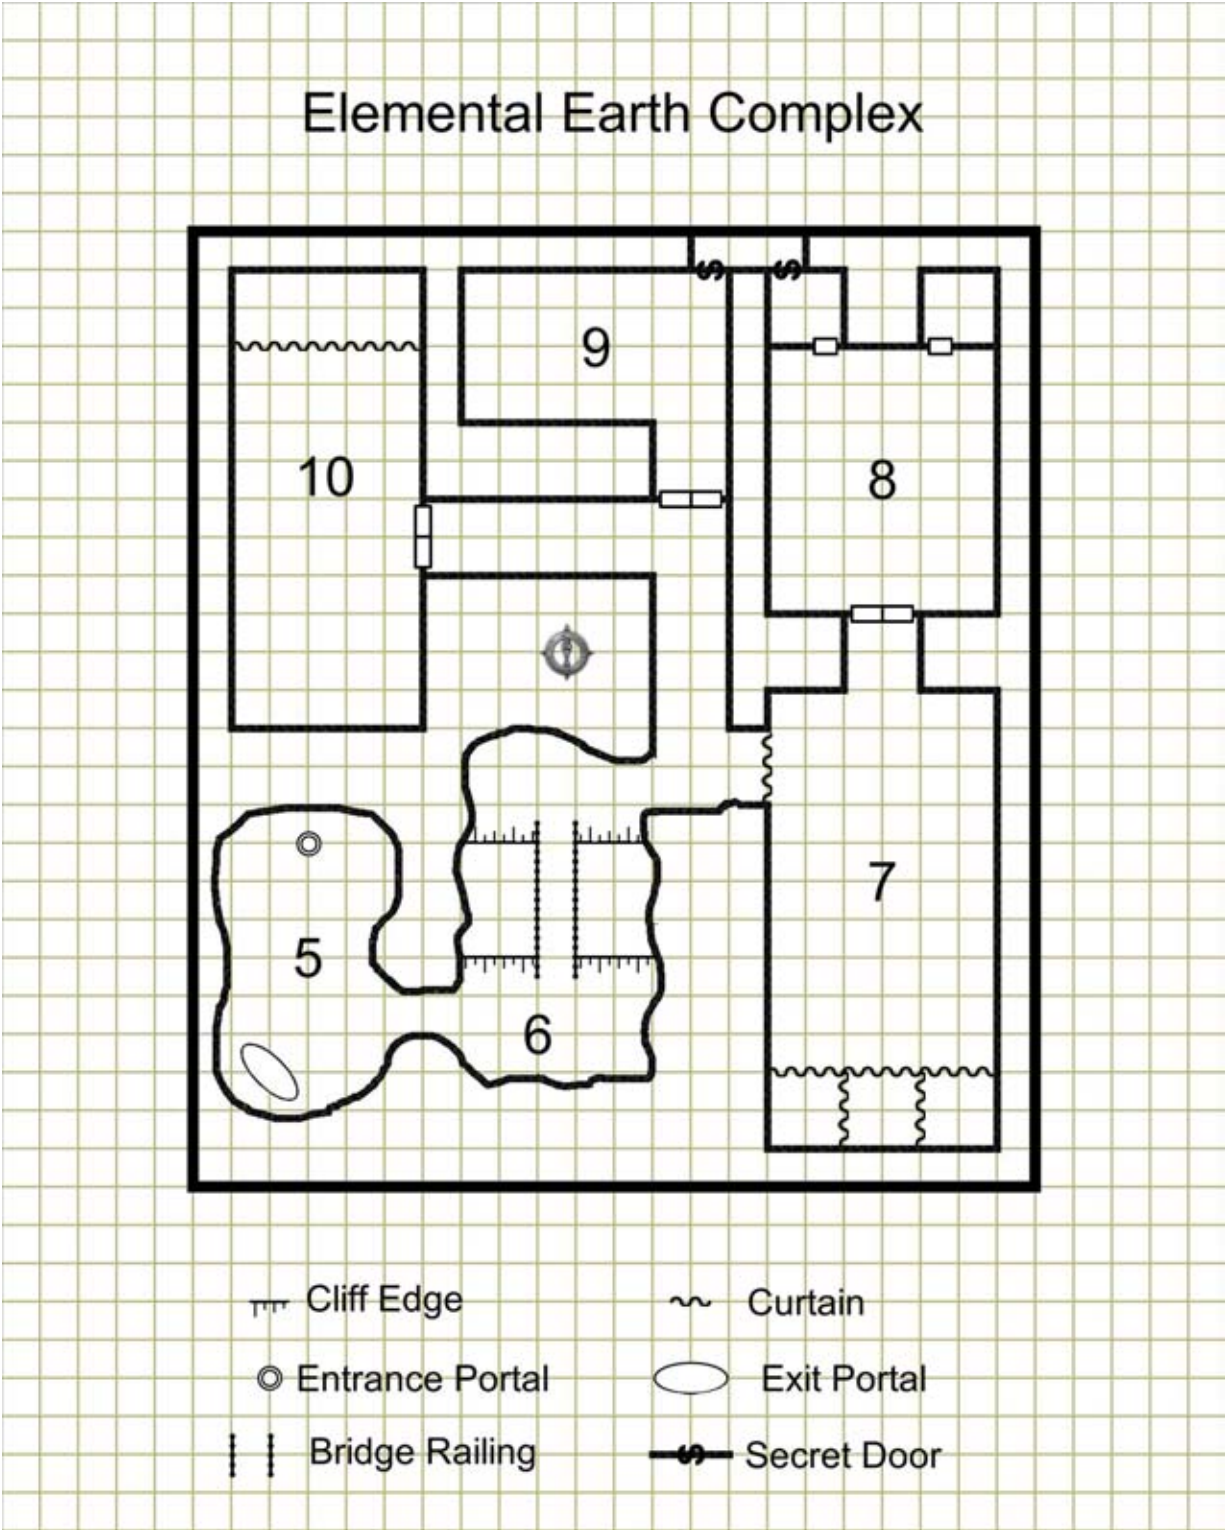 Elemental Earth Complex
S S
9
10
8
7
5
6
Cliff Edge
Curtain
Entrance Portal
Exit Portal
Bridge Railing
S Secret Door